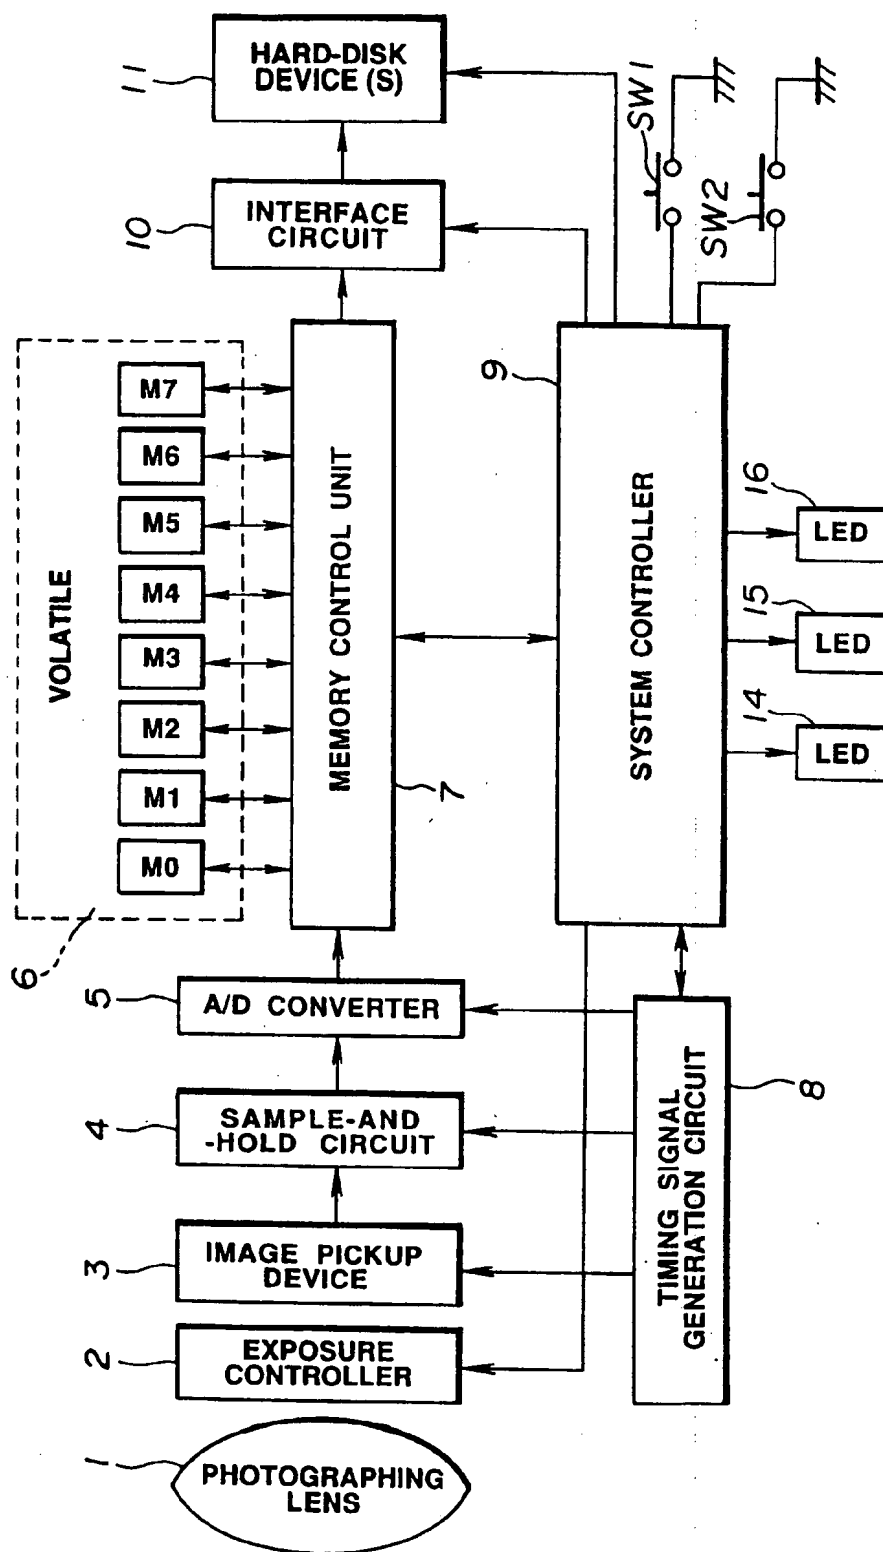 11
HARD-DISK
DEVICE (S)
10
INTERFACE
CIRCUIT
SW1
SW2
VOLATILE
M7
M6
M5
M4
M3
M2
M1
M0
6
MEMORY CONTROL UNIT
7
9
SYSTEM CONTROLLER
16
LED
15
LED
14
LED
5
A/D CONVERTER
4
SAMPLE-AND
-HOLD CIRCUIT
3
IMAGE PICKUP
DEVICE
2
EXPOSURE
CONTROLLER
1
PHOTOGRAPHING
LENS
TIMING SIGNAL
GENERATION CIRCUIT
8